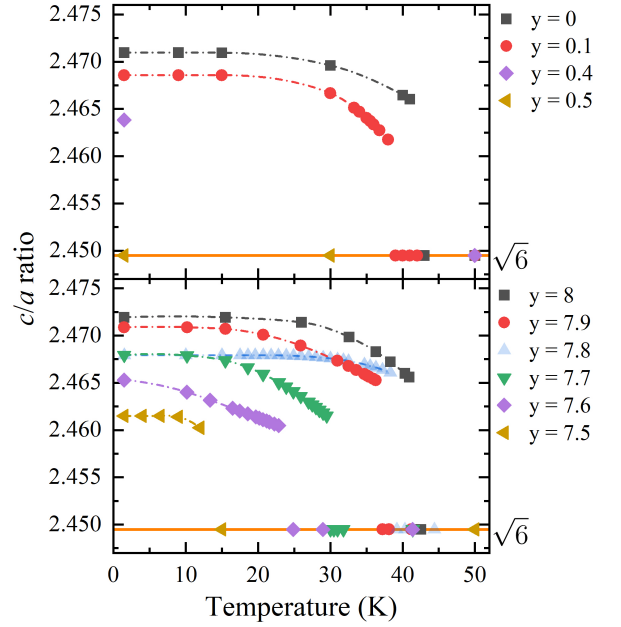 2.475
2.470
2.465
2.460
2.455
2.450
y = 0
y = 0.1
y = 0.4
y = 0.5
√6
c/a ratio
2.475
2.470
2.465
2.460
2.455
2.450
y = 8
y = 7.9
y = 7.8
y = 7.7
y = 7.6
y = 7.5
√6
0 10 20 30 40 50
Temperature (K)